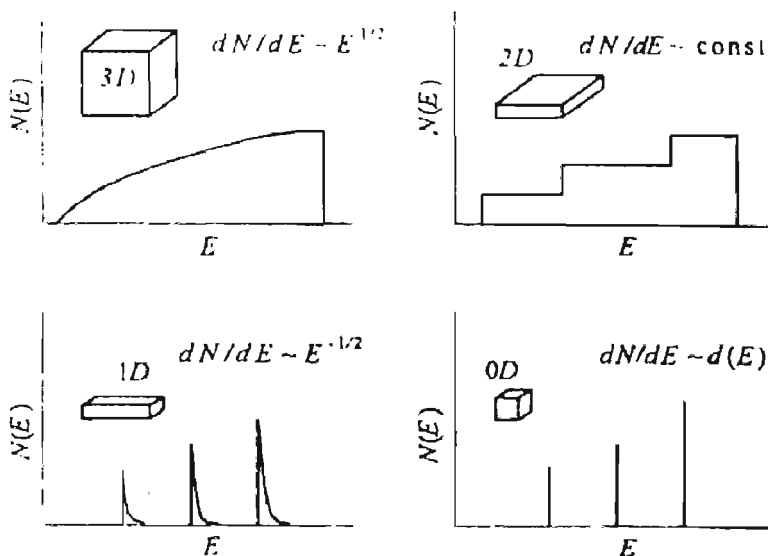 dN/dE ~ E^1/2
3D
N(E)
E
dN/dE ~ const
2D
N(E)
E
dN/dE ~ E^-1/2
1D
N(E)
E
dN/dE ~ d(E)
0D
N(E)
E